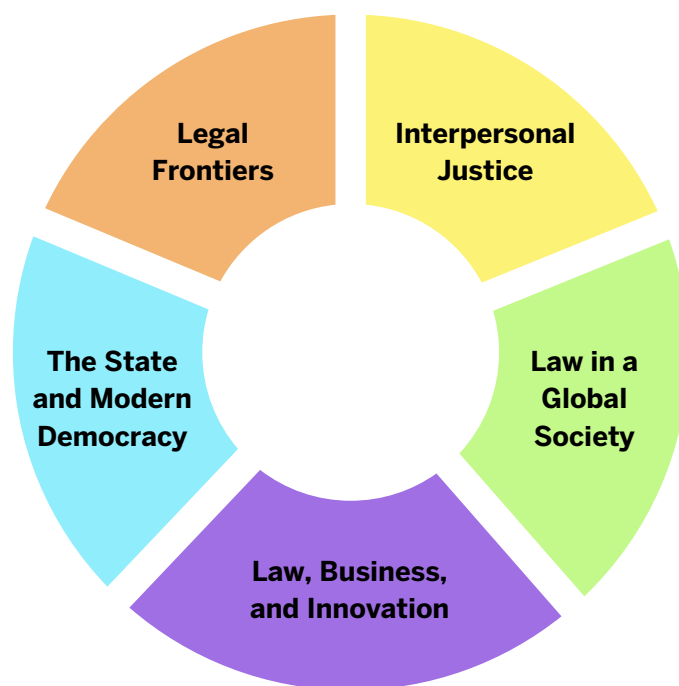 Legal
Frontiers
Interpersonal
Justice
The State
and Modern
Democracy
Law in a
Global
Society
Law, Business,
and Innovation